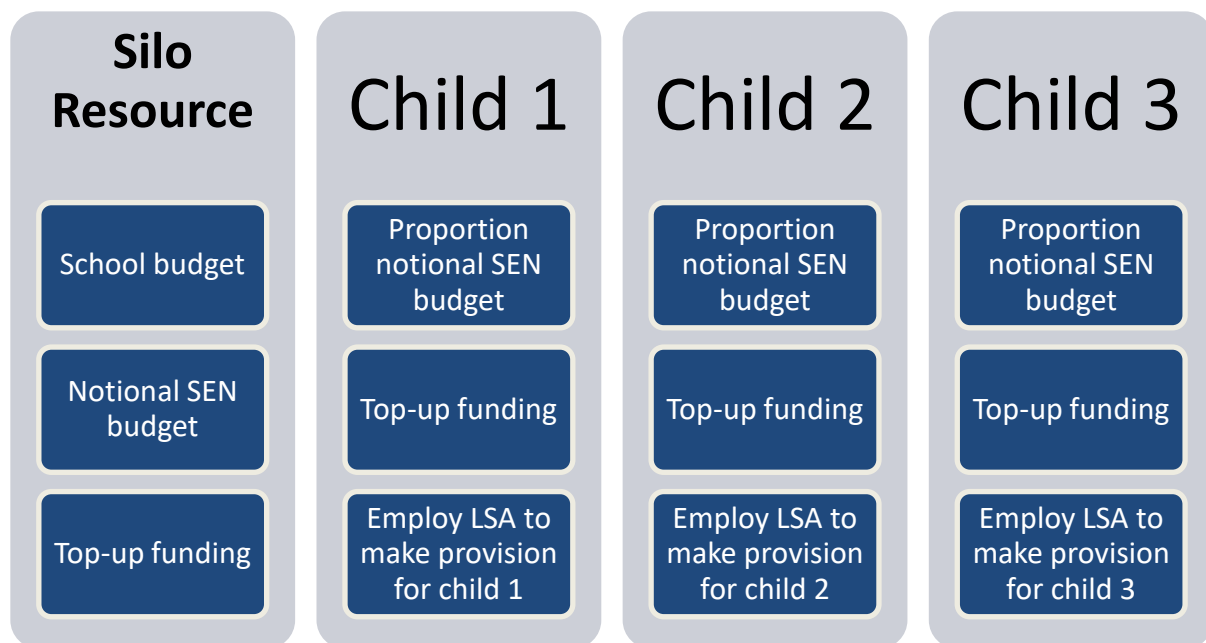 Silo
Resource
School budget
Notional SEN
budget
Top-up funding
Child 1
Proportion
notional SEN
budget
Top-up funding
Employ LSA to
make provision
for child 1
Child 2
Proportion
notional SEN
budget
Top-up funding
Employ LSA to
make provision
for child 2
Child 3
Proportion
notional SEN
budget
Top-up funding
Employ LSA to
make provision
for child 3